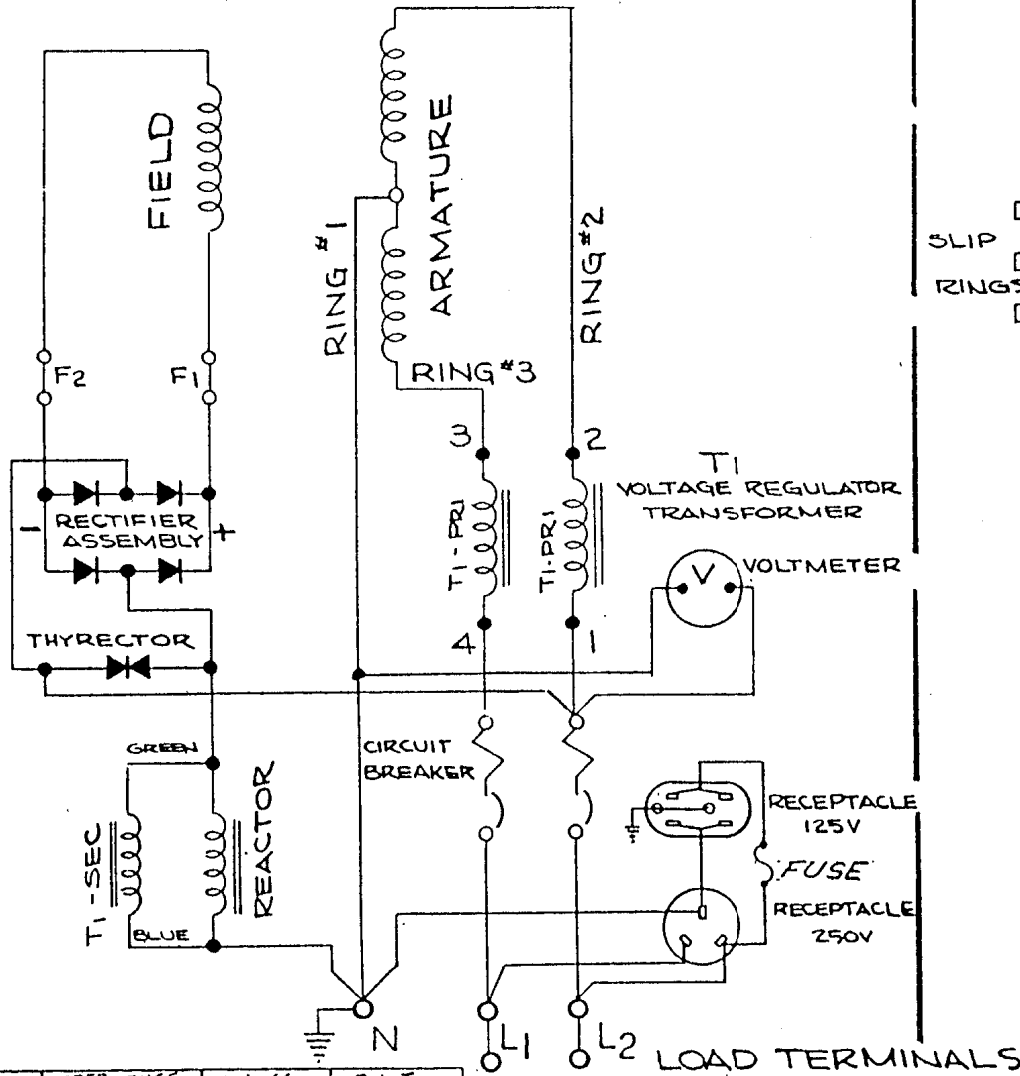 FIELD
ARMATURE
RING #1
RING #2
RING #3
SLIP
RINGS
F2
F1
3
2
T1
VOLTAGE REGULATOR
TRANSFORMER
-
RECTIFIER
ASSEMBLY
+
T1-PRI
T1-PRI
V
VOLTMETER
THYRECTOR
4
1
GREEN
CIRCUIT
BREAKER
RECEPTACLE
125V
T1-SEC
REACTOR
FUSE
BLUE
RECEPTACLE
250V
N
L1
L2
LOAD TERMINALS